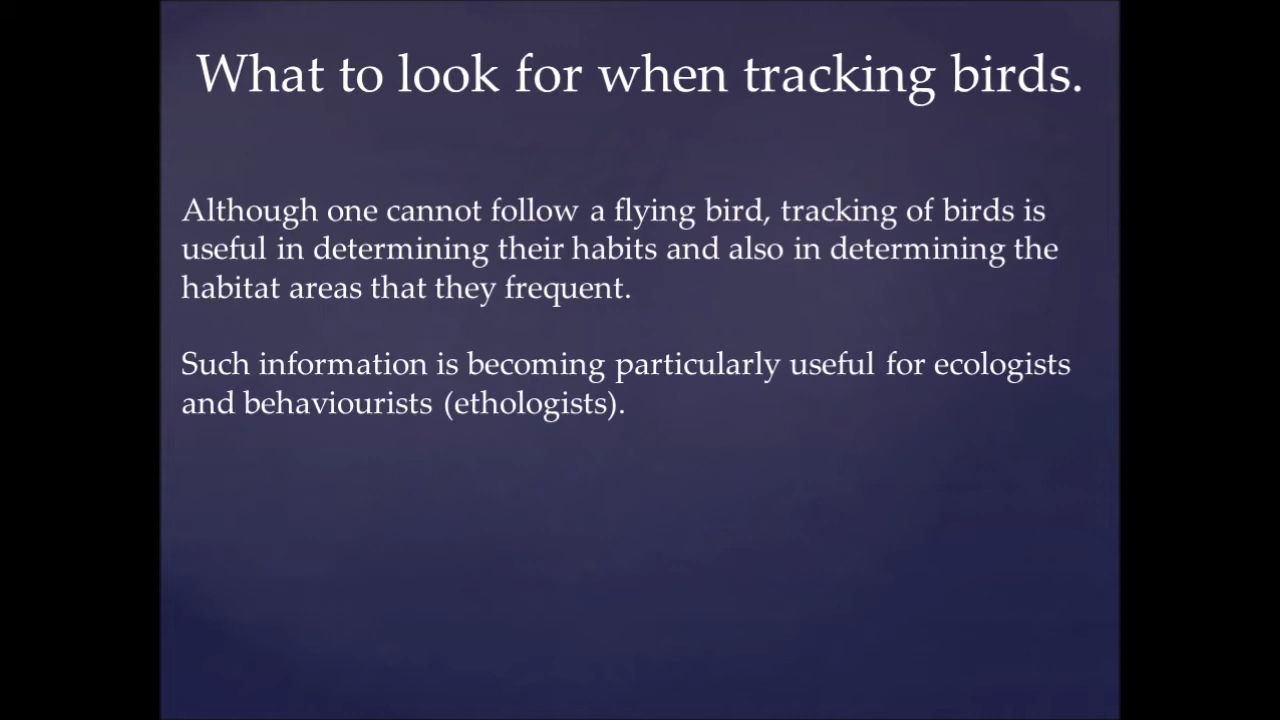 What to look for when tracking birds.
Although one cannot follow a flying bird, tracking of birds is
useful in determining their habits and also in determining the
habitat areas that they frequent.
Such information is becoming particularly useful for ecologists
and behaviourists (ethologists).